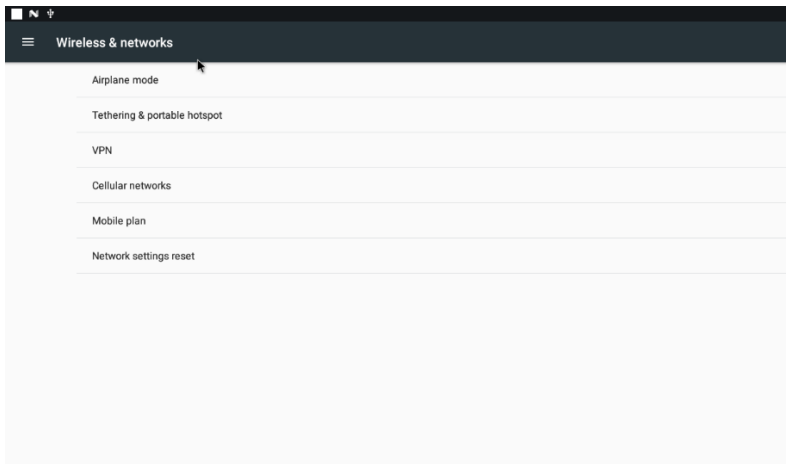 Wireless & networks
Airplane mode
Tethering & portable hotspot
VPN
Cellular networks
Mobile plan
Network settings reset